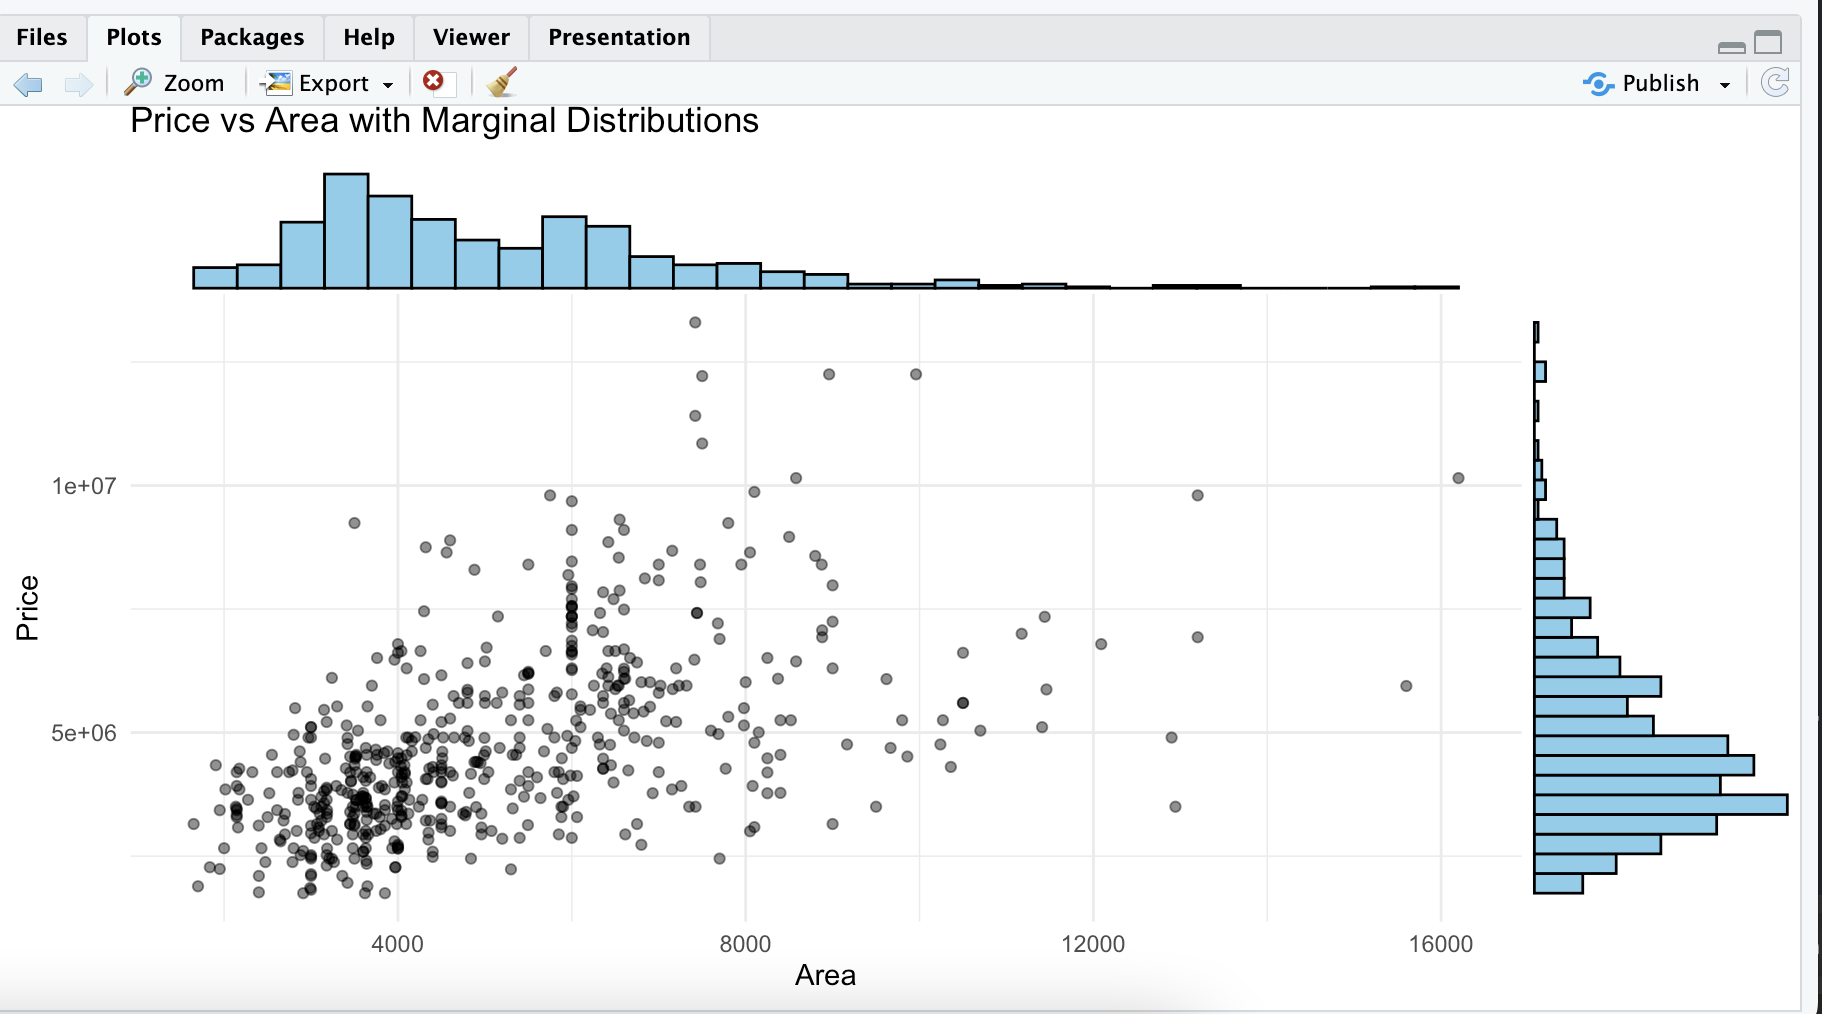 Files Plots Packages Help Viewer Presentation
Zoom Export Publish
Price vs Area with Marginal Distributions
1e+07
Price
5e+06
4000 8000 12000 16000
Area